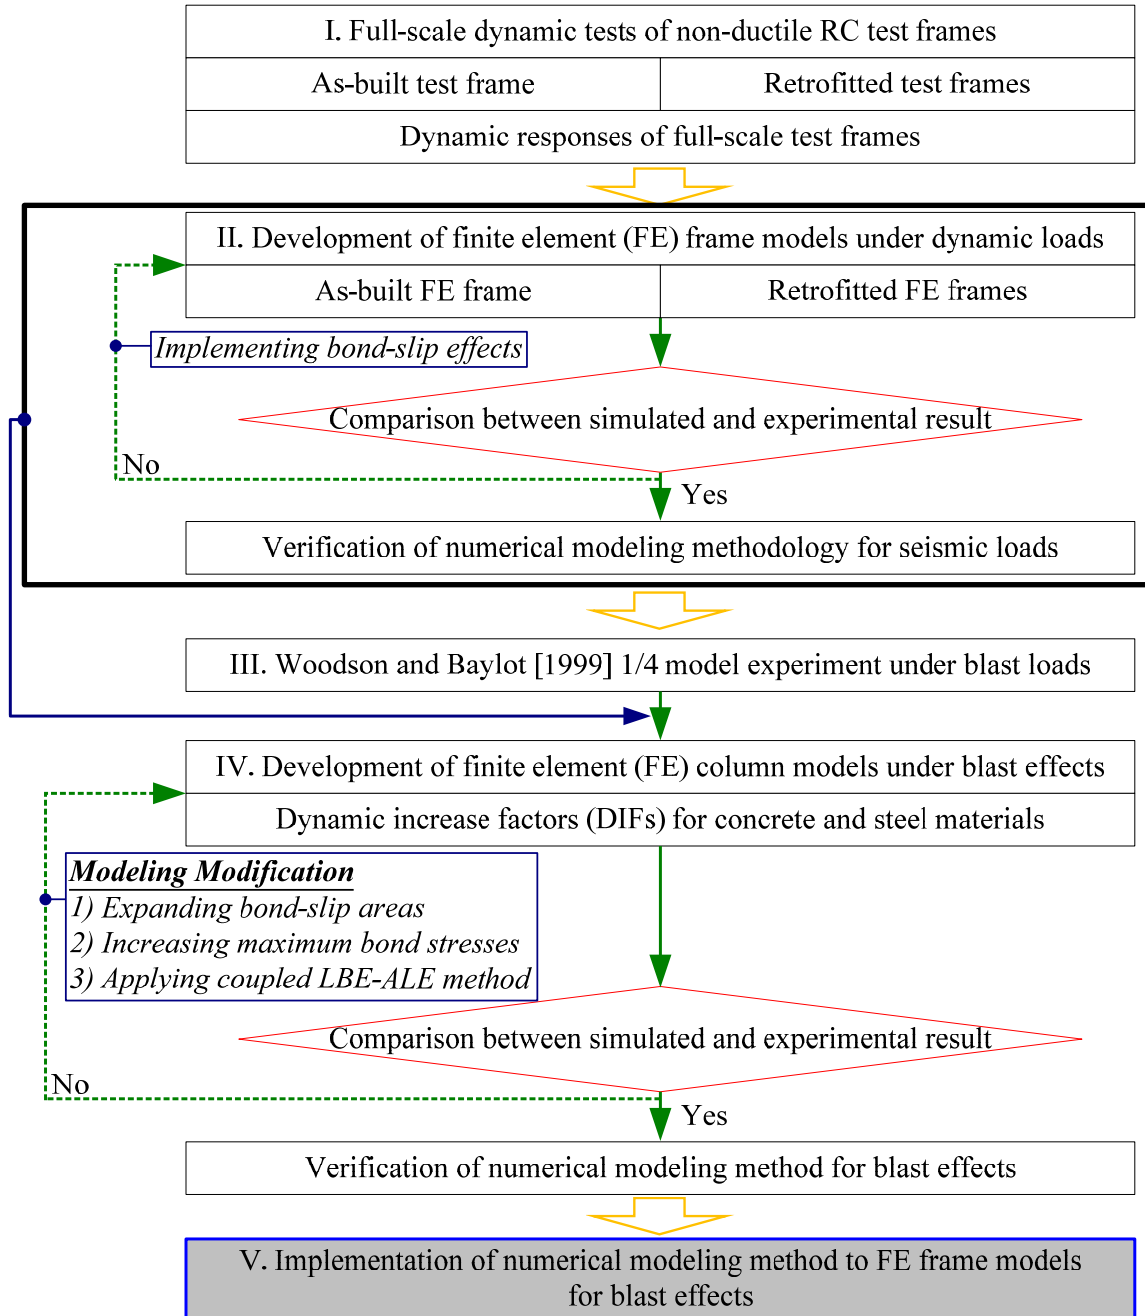 I. Full-scale dynamic tests of non-ductile RC test frames
As-built test frame
Retrofitted test frames
Dynamic responses of full-scale test frames
II. Development of finite element (FE) frame models under dynamic loads
As-built FE frame
Retrofitted FE frames
Implementing bond-slip effects
Comparison between simulated and experimental result
No
Yes
Verification of numerical modeling methodology for seismic loads
III. Woodson and Baylot [1999] 1/4 model experiment under blast loads
IV. Development of finite element (FE) column models under blast effects
Dynamic increase factors (DIFs) for concrete and steel materials
Modeling Modification
1) Expanding bond-slip areas
2) Increasing maximum bond stresses
3) Applying coupled LBE-ALE method
Comparison between simulated and experimental result
No
Yes
Verification of numerical modeling method for blast effects
V. Implementation of numerical modeling method to FE frame models
for blast effects